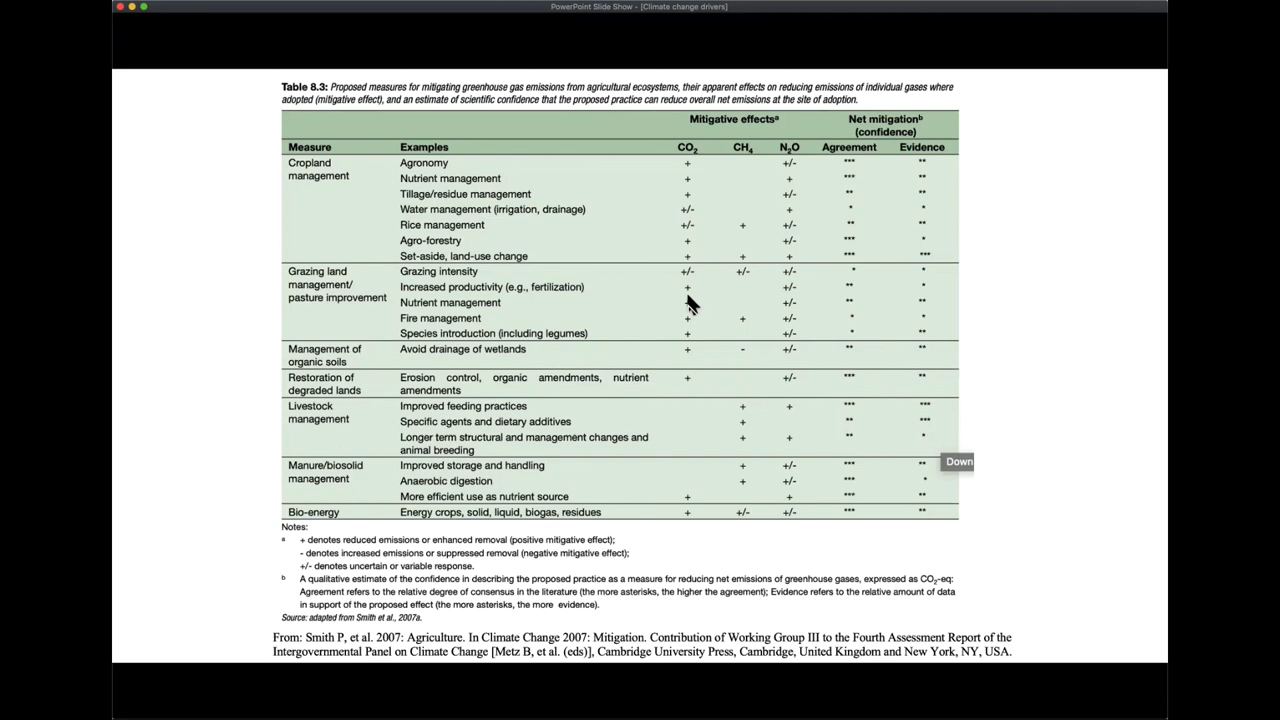 PowerPoint Slide Show - [Climate change drivers]
Table 8.3: Proposed measures for mitigating greenhouse gas emissions from agricultural ecosystems, their apparent effects on reducing emissions of individual gases where
adopted (mitigative effect), and an estimate of scientific confidence that the proposed practice can reduce overall net emissions at the site of adoption.
Mitigative effectsᵃ Net mitigationᵇ
(confidence)
Measure Examples CO₂ CH₄ N₂O Agreement Evidence
Cropland Agronomy + +/- *** **
management Nutrient management + + *** **
Tillage/residue management + +/- ** **
Water management (irrigation, drainage) +/- + * *
Rice management +/- + +/- ** **
Agro-forestry + +/- *** *
Set-aside, land-use change + + + *** ***
Grazing land Grazing intensity +/- +/- +/- * *
management/ Increased productivity (e.g., fertilization) + +/- ** *
pasture improvement Nutrient management +/- ** **
Fire management + + +/- * *
Species introduction (including legumes) + +/- * **
Management of Avoid drainage of wetlands + - +/- ** **
organic soils
Restoration of Erosion control, organic amendments, nutrient + +/- *** **
degraded lands amendments
Livestock Improved feeding practices + + *** ***
management Specific agents and dietary additives + ** ***
Longer term structural and management changes and + + ** *
animal breeding
Manure/biosolid Improved storage and handling + +/- *** **
management Anaerobic digestion + +/- *** *
More efficient use as nutrient source + + *** **
Bio-energy Energy crops, solid, liquid, biogas, residues + +/- +/- *** **
Down
Notes:
ᵃ + denotes reduced emissions or enhanced removal (positive mitigative effect);
- denotes increased emissions or suppressed removal (negative mitigative effect);
+/- denotes uncertain or variable response.
ᵇ A qualitative estimate of the confidence in describing the proposed practice as a measure for reducing net emissions of greenhouse gases, expressed as CO₂-eq:
Agreement refers to the relative degree of consensus in the literature (the more asterisks, the higher the agreement); Evidence refers to the relative amount of data
in support of the proposed effect (the more asterisks, the more evidence).
Source: adapted from Smith et al., 2007a.
From: Smith P, et al. 2007: Agriculture. In Climate Change 2007: Mitigation. Contribution of Working Group III to the Fourth Assessment Report of the
Intergovernmental Panel on Climate Change [Metz B, et al. (eds)], Cambridge University Press, Cambridge, United Kingdom and New York, NY, USA.